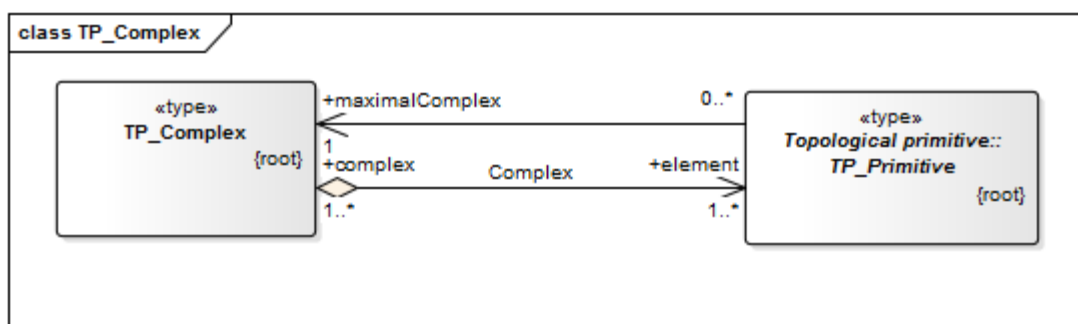 class TP_Complex
«type»
TP_Complex
{root}
+maximalComplex
0..*
1
+complex
Complex
+element
1..*
1..*
«type»
Topological primitive::
TP_Primitive
{root}